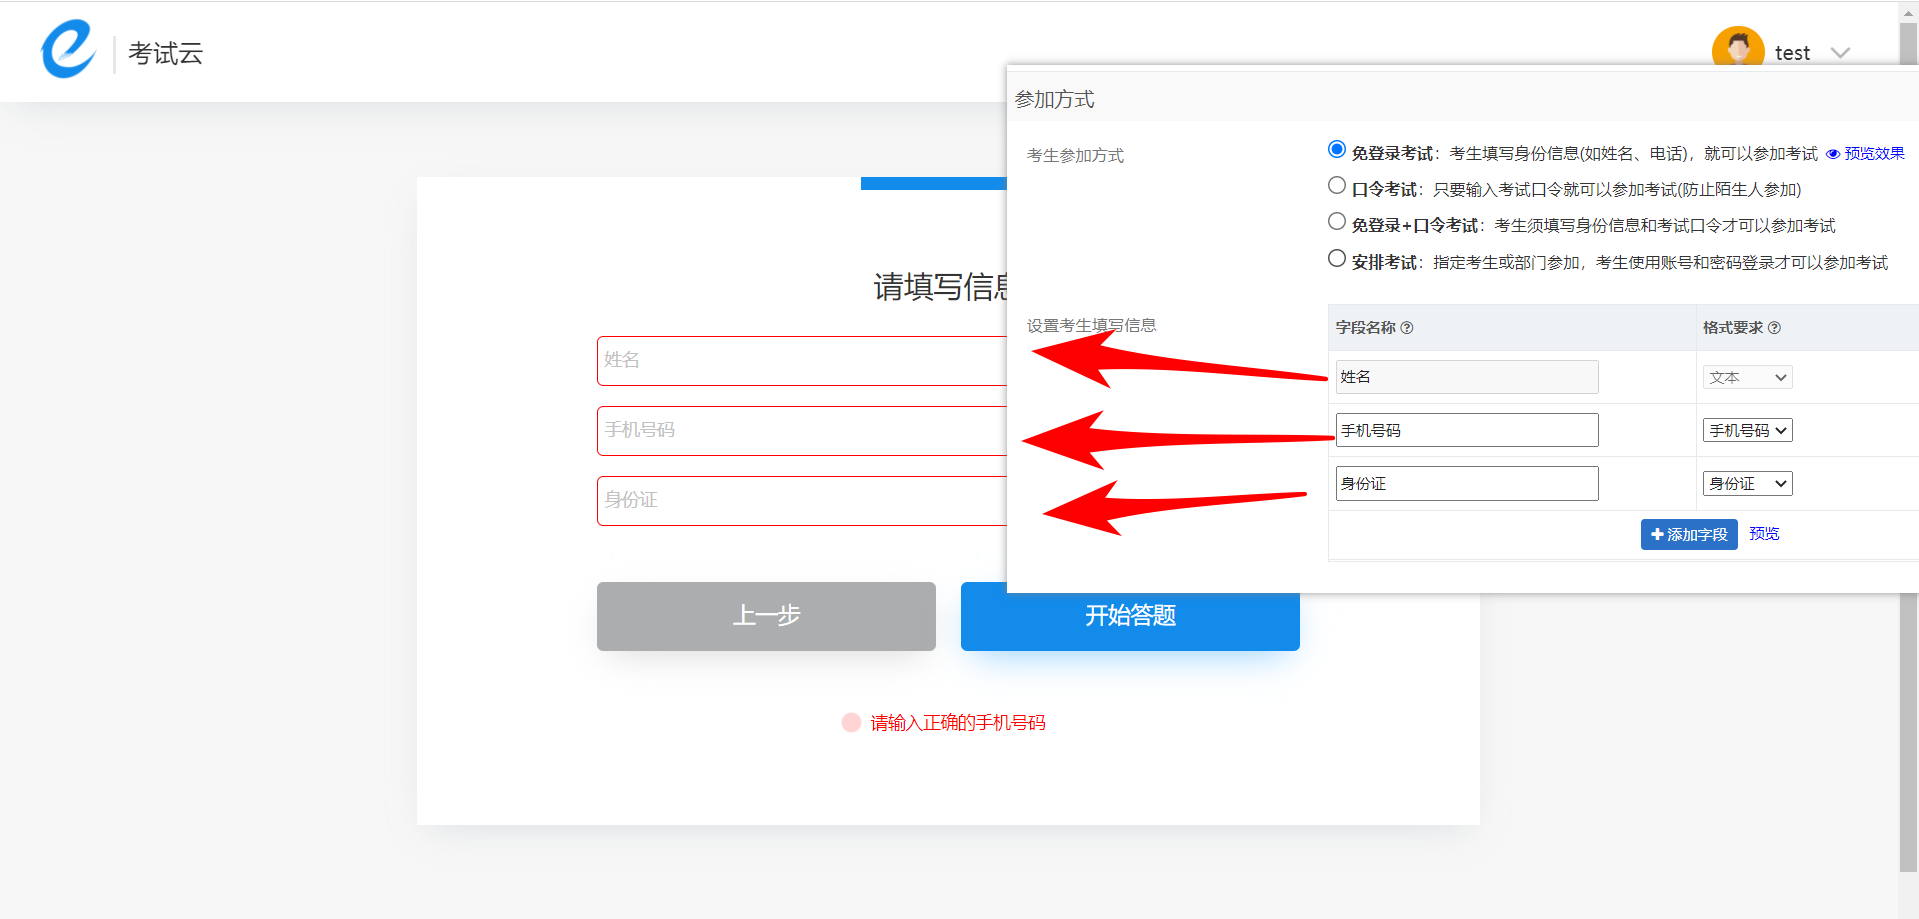 考试云
test
参加方式
考生参加方式
免登录考试：考生填写身份信息(如姓名、电话)，就可以参加考试 预览效果
口令考试：只要输入考试口令就可以参加考试(防止陌生人参加)
免登录+口令考试：考生须填写身份信息和考试口令才可以参加考试
安排考试：指定考生或部门参加，考生使用账号和密码登录才可以参加考试
设置考生填写信息
字段名称 格式要求
姓名 文本
手机号码 手机号码
身份证 身份证
添加字段 预览
请填写信息
姓名
手机号码
身份证
上一步 开始答题
请输入正确的手机号码